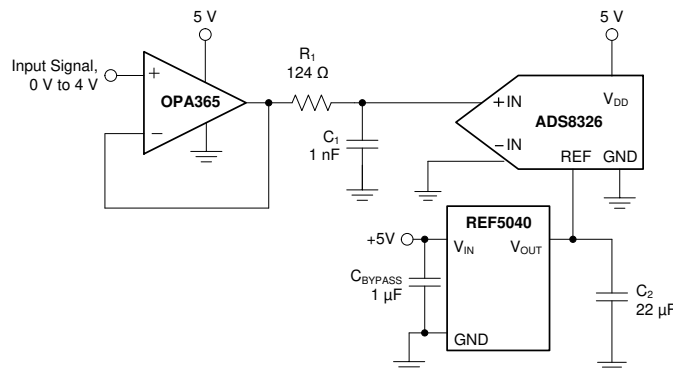 5 V
Input Signal,
0 V to 4 V
+
−
OPA365
R1
124 Ω
C1
1 nF
5 V
+IN
−IN
VDD
ADS8326
REF
GND
REF5040
+5V
VIN
VOUT
CBYPASS
1 µF
GND
C2
22 µF